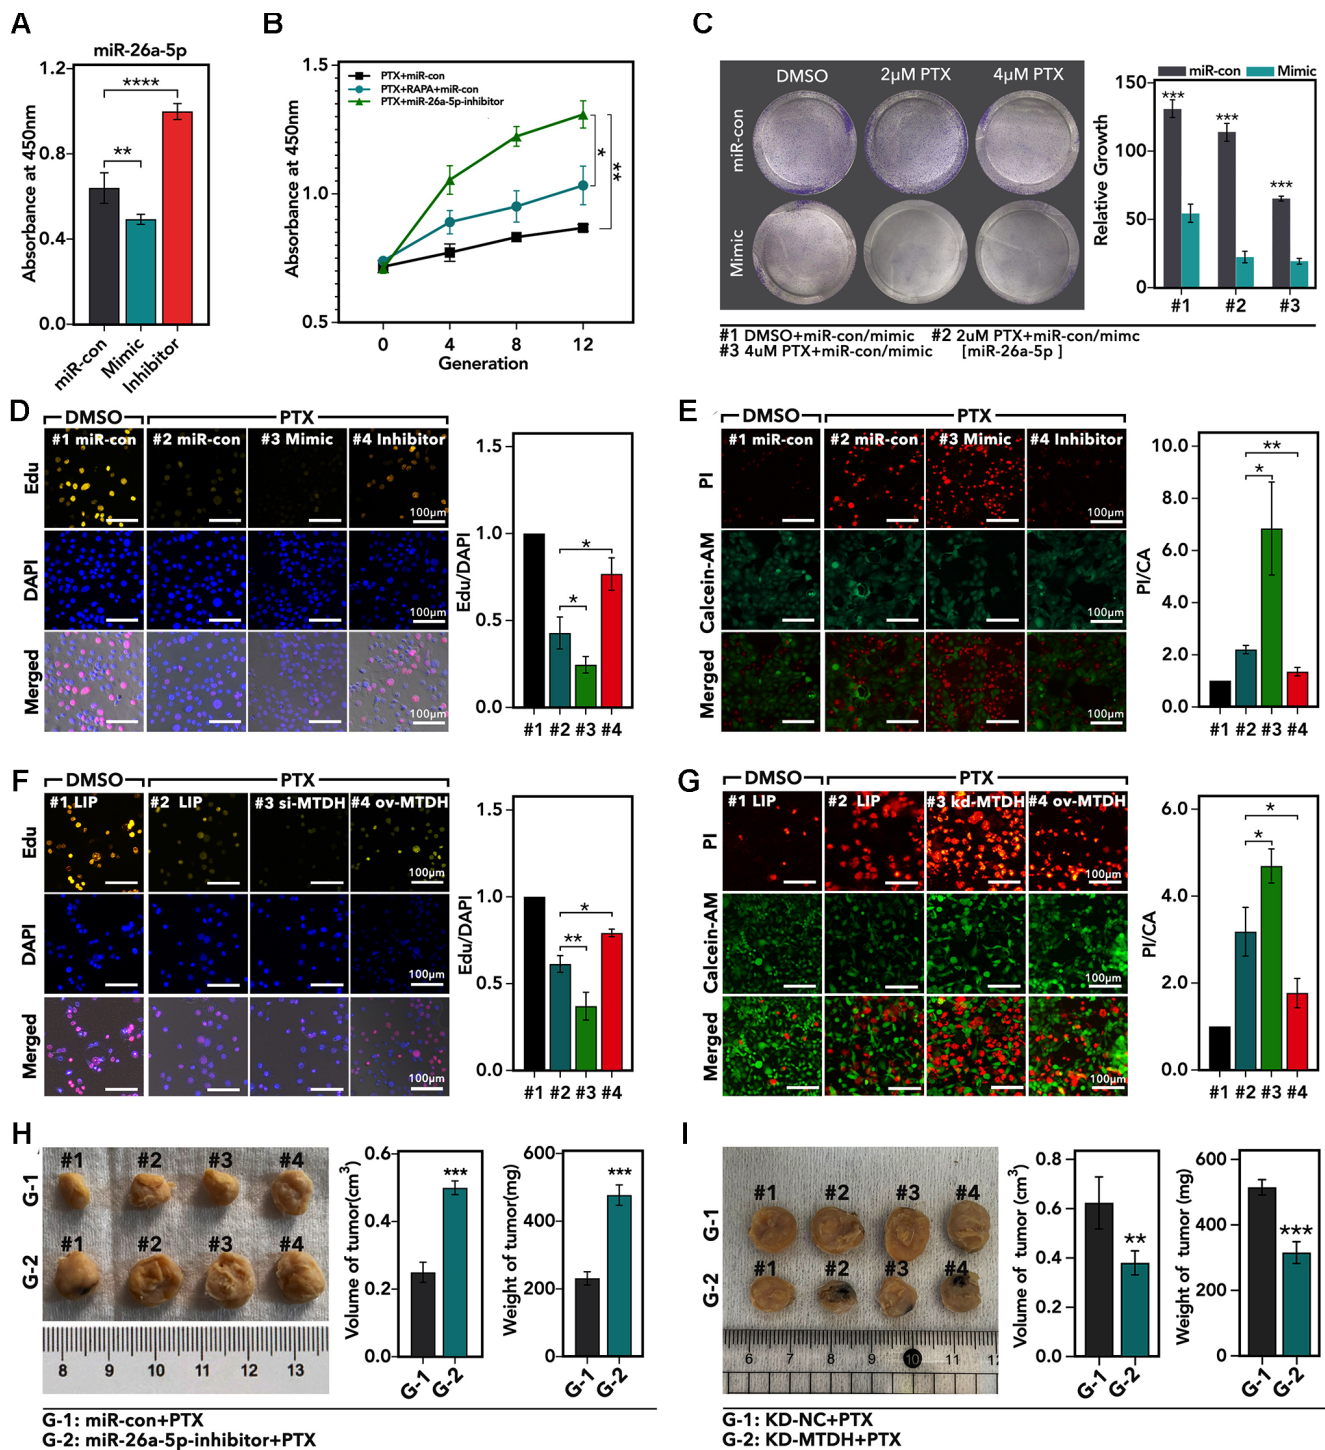 A
miR-26a-5p
Absorbance at 450nm
1.2
0.8
0.4
0.0
****
**
miR-con
Mimic
Inhibitor
B
Absorbance at 450nm
1.5
1.0
0.5
PTX+miR-con
PTX+RAPA+miR-con
PTX+miR-26a-5p-inhibitor
*
**
0 4 8 12
Generation
C
DMSO 2μM PTX 4μM PTX
miR-con
Mimic
miR-con Mimic
Relative Growth
150
100
50
0
***
***
***
#1 #2 #3
#1 DMSO+miR-con/mimic #2 2uM PTX+miR-con/mimc
#3 4uM PTX+miR-con/mimic [miR-26a-5p ]
D
DMSO PTX
#1 miR-con #2 miR-con #3 Mimic #4 Inhibitor
Edu
100μm
DAPI
100μm
Merged
100μm
Edu/DAPI
1.5
1.0
0.5
0.0
*
*
#1 #2 #3 #4
E
DMSO PTX
#1 miR-con #2 miR-con #3 Mimic #4 Inhibitor
PI
100μm
Calcein-AM
100μm
Merged
100μm
PI/CA
10.0
8.0
6.0
4.0
2.0
0.0
**
*
#1 #2 #3 #4
F
DMSO PTX
#1 LIP #2 LIP #3 si-MTDH #4 ov-MTDH
Edu
100μm
DAPI
100μm
Merged
100μm
Edu/DAPI
1.5
1.0
0.5
0.0
*
**
#1 #2 #3 #4
G
DMSO PTX
#1 LIP #2 LIP #3 kd-MTDH #4 ov-MTDH
PI
100μm
Calcein-AM
100μm
Merged
100μm
PI/CA
6.0
4.0
2.0
0.0
*
*
#1 #2 #3 #4
H
#1 #2 #3 #4
G-1
#1 #2 #3 #4
G-2
8 9 10 11 12 13
Volume of tumor(cm³)
0.6
0.4
0.2
0.0
***
G-1 G-2
Weight of tumor(mg)
600
400
200
0
***
G-1 G-2
G-1: miR-con+PTX
G-2: miR-26a-5p-inhibitor+PTX
I
#1 #2 #3 #4
G-1
#1 #2 #3 #4
G-2
6 7 8 9 10 11
Volume of tumor (cm³)
0.8
0.6
0.4
0.2
0.0
**
G-1 G-2
Weight of tumor (mg)
600
400
200
0
***
G-1 G-2
G-1: KD-NC+PTX
G-2: KD-MTDH+PTX